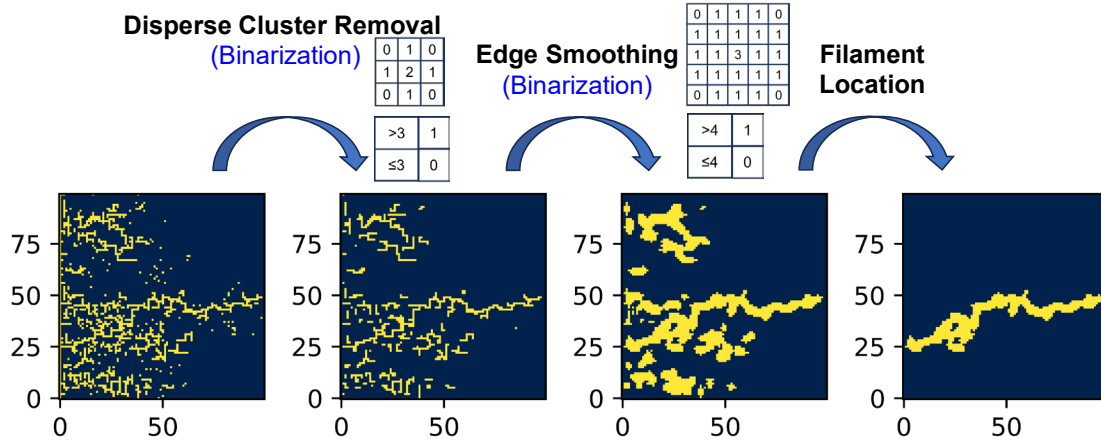 Disperse Cluster Removal
(Binarization)
0 1 0
1 2 1
0 1 0
>3 1
≤3 0
Edge Smoothing
(Binarization)
0 1 1 1 0
1 1 1 1 1
1 1 3 1 1
1 1 1 1 1
0 1 1 1 0
>4 1
≤4 0
Filament
Location
75
50
25
0
0 50
75
50
25
0
0 50
75
50
25
0
0 50
75
50
25
0
0 50